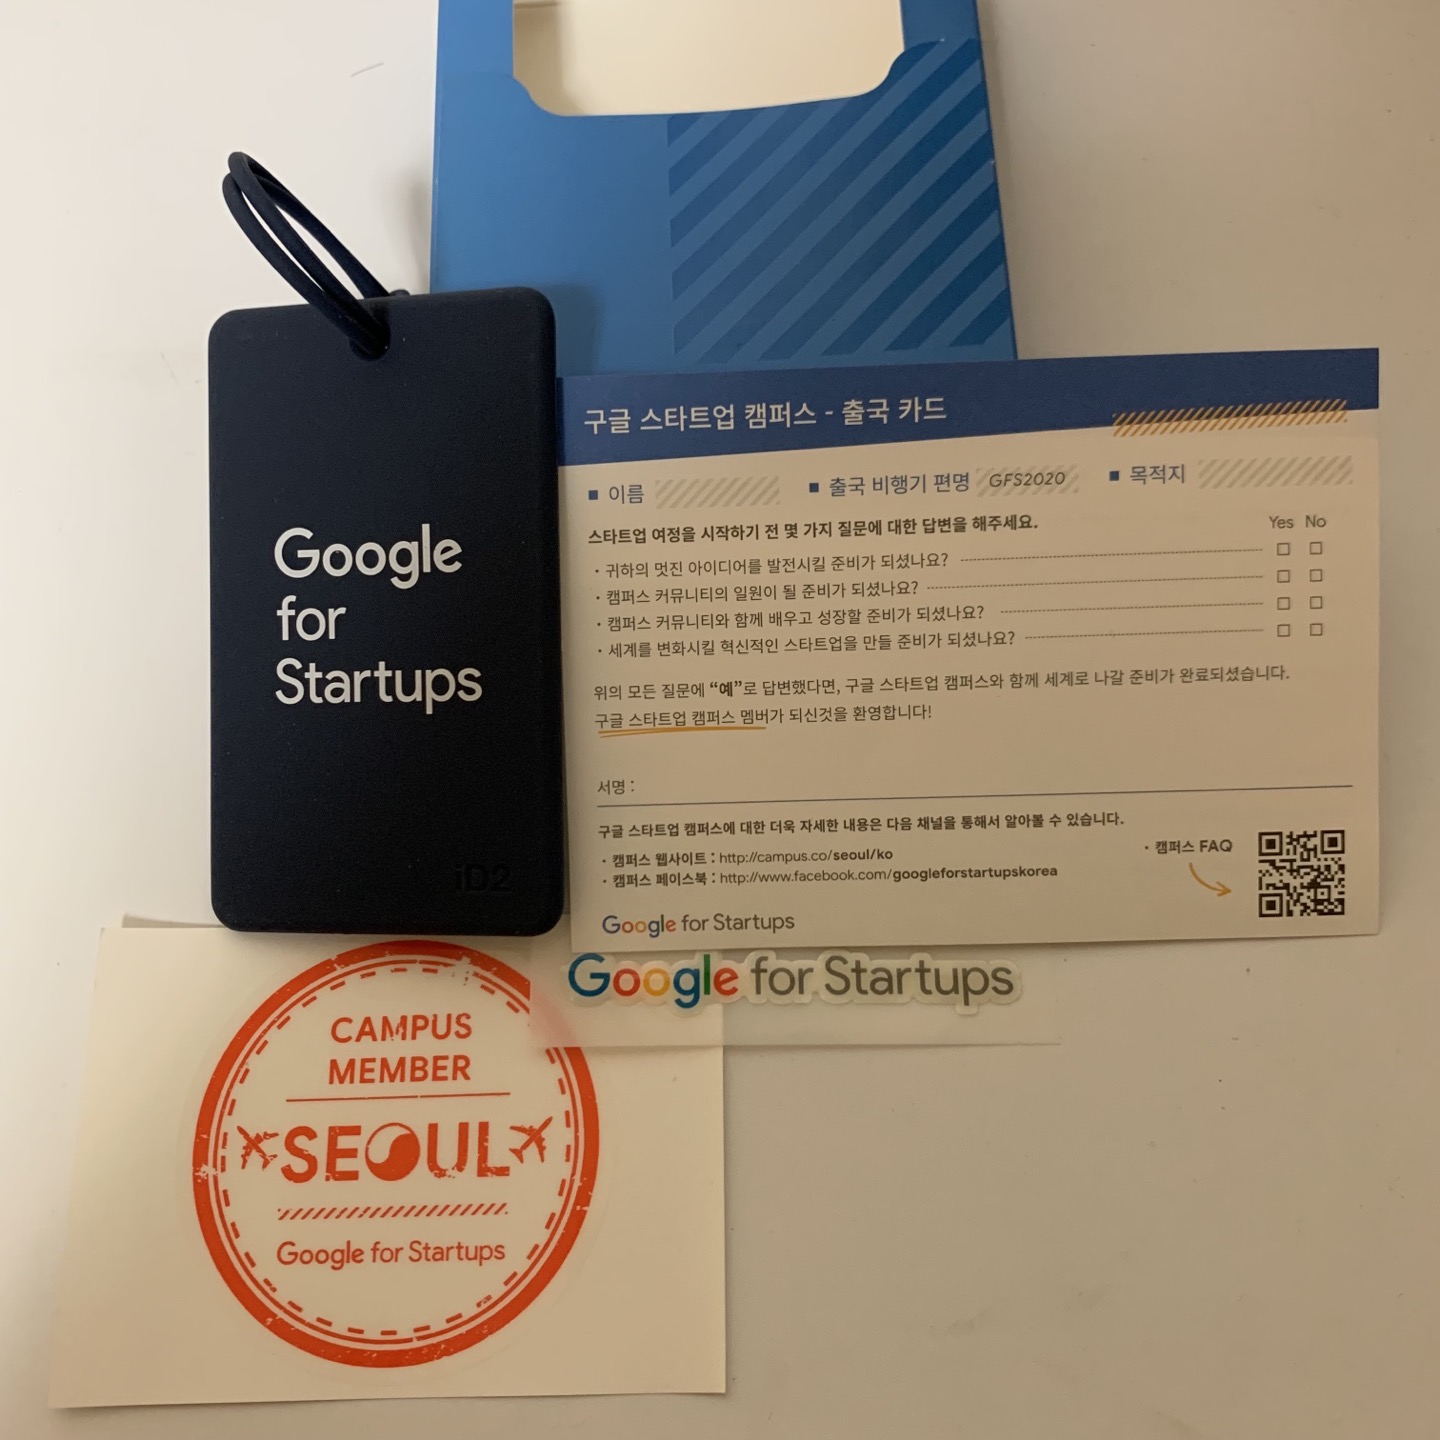 Google
for
Startups
iD2
구글 스타트업 캠퍼스 - 출국 카드
▪ 이름 ▪ 출국 비행기 편명 GFS2020 ▪ 목적지
스타트업 여정을 시작하기 전 몇 가지 질문에 대한 답변을 해주세요. Yes No
· 귀하의 멋진 아이디어를 발전시킬 준비가 되셨나요? □ □
· 캠퍼스 커뮤니티의 일원이 될 준비가 되셨나요? □ □
· 캠퍼스 커뮤니티와 함께 배우고 성장할 준비가 되셨나요? □ □
· 세계를 변화시킬 혁신적인 스타트업을 만들 준비가 되셨나요? □ □
위의 모든 질문에 “예”로 답변했다면, 구글 스타트업 캠퍼스와 함께 세계로 나갈 준비가 완료되셨습니다.
구글 스타트업 캠퍼스 멤버가 되신것을 환영합니다!
서명 :
구글 스타트업 캠퍼스에 대한 더욱 자세한 내용은 다음 채널을 통해서 알아볼 수 있습니다.
· 캠퍼스 웹사이트 : http://campus.co/seoul/ko
· 캠퍼스 페이스북 : http://www.facebook.com/googleforstartupskorea
· 캠퍼스 FAQ
Google for Startups
Google for Startups
CAMPUS
MEMBER
SEOUL
Google for Startups